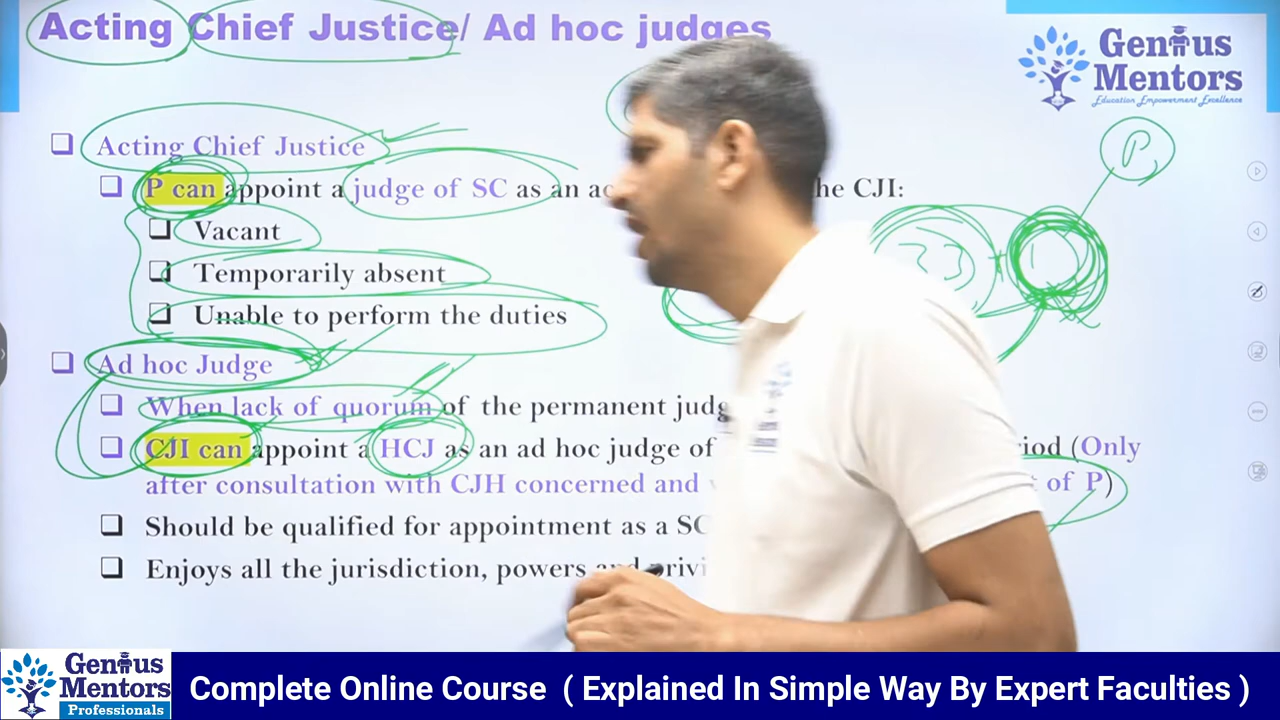 Acting Chief Justice/ Ad hoc judges
Genius
Mentors
Education Empowerment Excellence
Acting Chief Justice
P
P can appoint a judge of SC as an he CJI:
Vacant
33 + 1
Temporarily absent
Unable to perform the duties
Ad hoc Judge
When lack of quorum of the permanent
CJI can appoint a HCJ as an ad hoc judge of (Only
after consultation with CJH concerned and of P)
Should be qualified for appointment as a SC
Enjoys all the jurisdiction, powers and
Genius
Mentors
Professionals
Complete Online Course ( Explained In Simple Way By Expert Faculties )